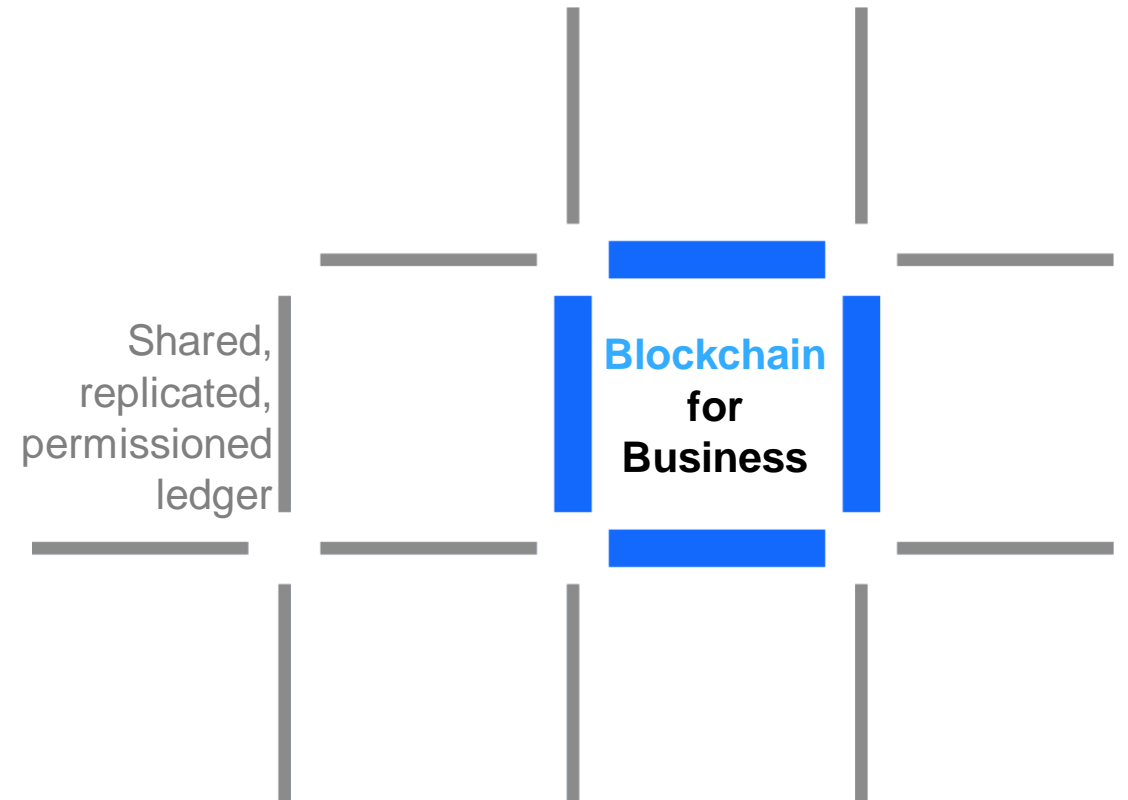 Shared,
replicated,
permissioned
ledger
Blockchain
for
Business